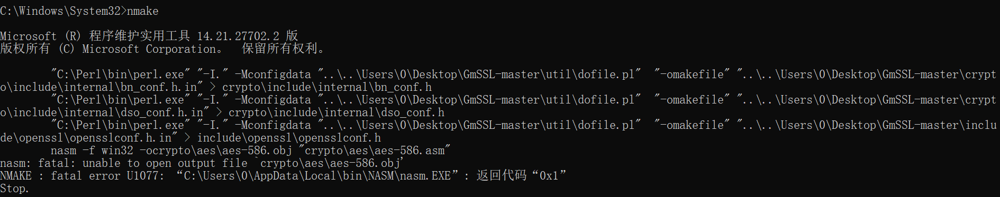 C:\Windows\System32>nmake
Microsoft (R) 程序维护实用工具 14.21.27702.2 版
版权所有 (C) Microsoft Corporation。  保留所有权利。
"C:\Perl\bin\perl.exe" "-I." -Mconfigdata "..\..\Users\0\Desktop\GmSSL-master\util\dofile.pl"  "-omakefile" "..\..\Users\0\Desktop\GmSSL-master\crypt
o\include\internal\bn_conf.h.in" > crypto\include\internal\bn_conf.h
"C:\Perl\bin\perl.exe" "-I." -Mconfigdata "..\..\Users\0\Desktop\GmSSL-master\util\dofile.pl"  "-omakefile" "..\..\Users\0\Desktop\GmSSL-master\crypt
o\include\internal\dso_conf.h.in" > crypto\include\internal\dso_conf.h
"C:\Perl\bin\perl.exe" "-I." -Mconfigdata "..\..\Users\0\Desktop\GmSSL-master\util\dofile.pl"  "-omakefile" "..\..\Users\0\Desktop\GmSSL-master\inclu
de\openssl\opensslconf.h.in" > include\openssl\opensslconf.h
nasm -f win32 -ocrypto\aes\aes-586.obj "crypto\aes\aes-586.asm"
nasm: fatal: unable to open output file `crypto\aes\aes-586.obj'
NMAKE : fatal error U1077: “C:\Users\0\AppData\Local\bin\NASM\nasm.EXE”: 返回代码“0x1”
Stop.